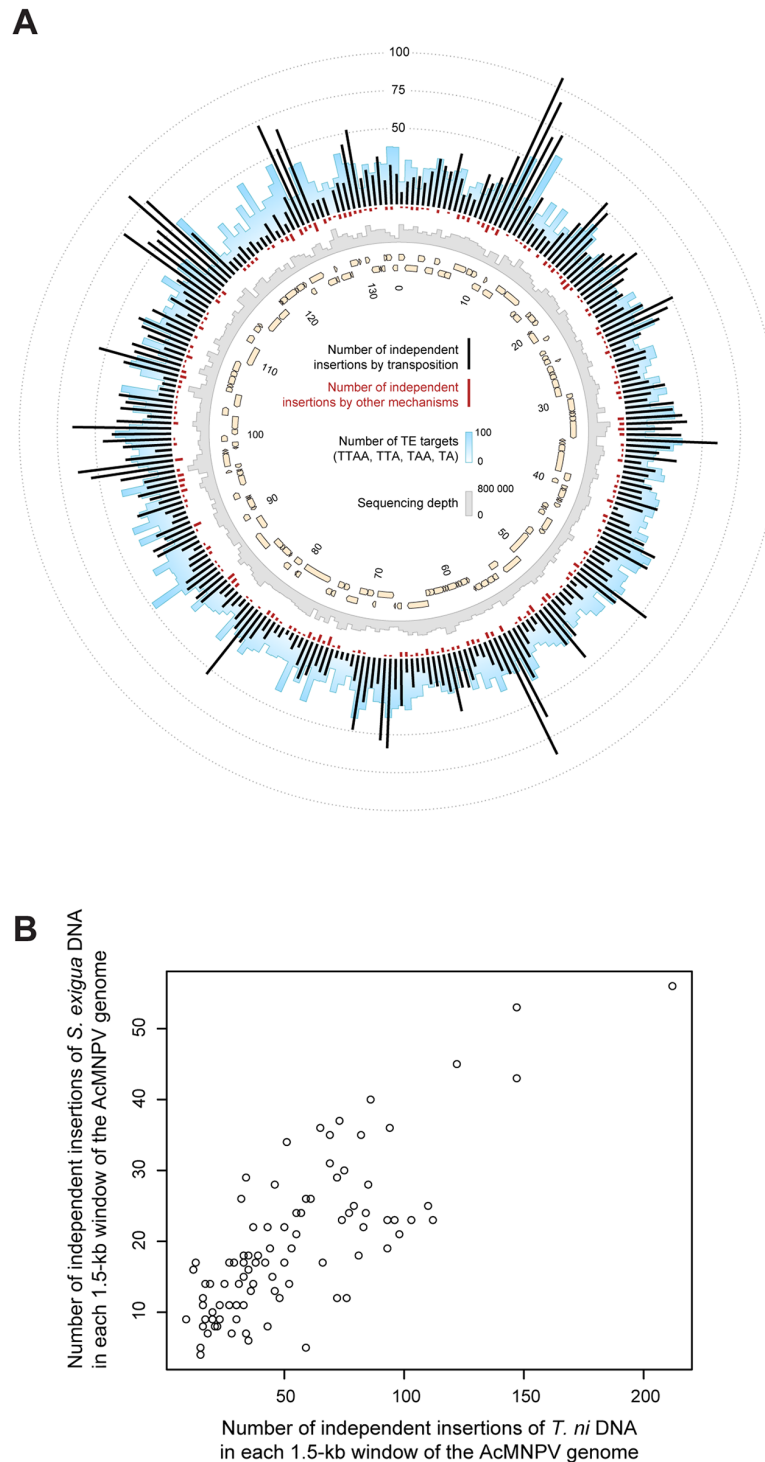 A
100
75
50
0
10
20
30
40
50
60
70
80
90
100
110
120
130
Number of independent
insertions by transposition
Number of independent
insertions by other mechanisms
Number of TE targets
(TTAA, TTA, TAA, TA)
100
0
Sequencing depth
800 000
0
B
Number of independent insertions of S. exigua DNA
in each 1.5-kb window of the AcMNPV genome
50
40
30
20
10
50
100
150
200
Number of independent insertions of T. ni DNA
in each 1.5-kb window of the AcMNPV genome